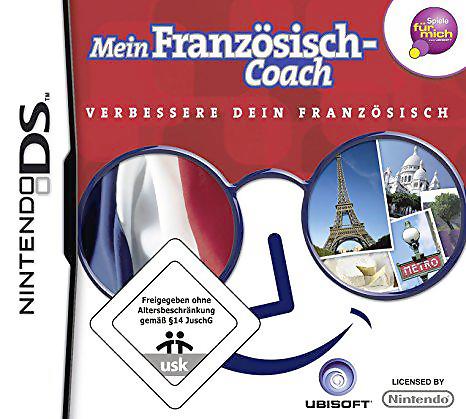 Mein Französisch-
Coach
VERBESSERE DEIN FRANZÖSISCH
Spiele
für
mich
NINTENDO DS™
METRO
Freigegeben ohne
Altersbeschränkung
gemäß §14 JuschG
usk
UBISOFT®
LICENSED BY
Nintendo